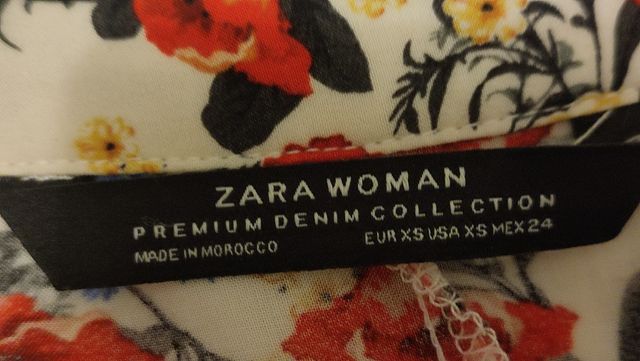 ZARA WOMAN
PREMIUM DENIM COLLECTION
MADE IN MOROCCO
EUR XS USA XS MEX 24